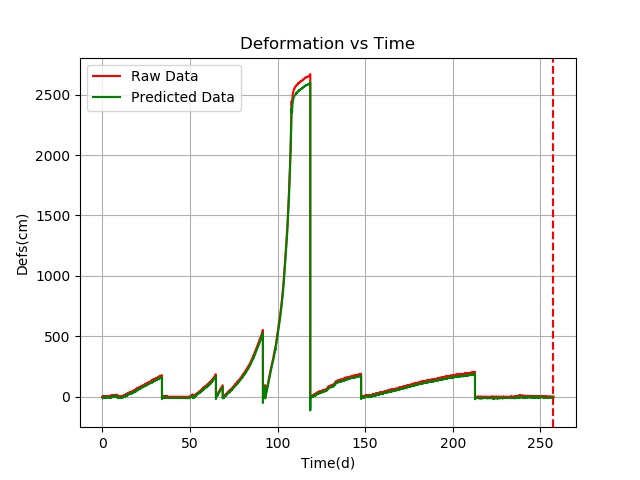 Deformation vs Time
Raw Data
Predicted Data
2500
2000
1500
1000
500
0
Defs(cm)
0 50 100 150 200 250
Time(d)